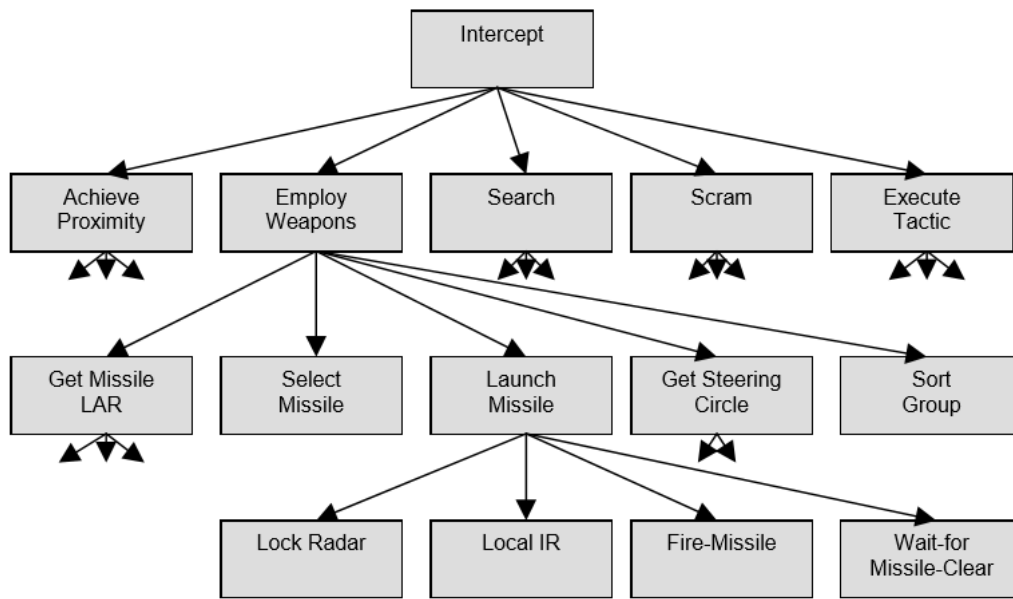 Intercept
Achieve
Proximity
Employ
Weapons
Search
Scram
Execute
Tactic
Get Missile
LAR
Select
Missile
Launch
Missile
Get Steering
Circle
Sort
Group
Lock Radar
Local IR
Fire-Missile
Wait-for
Missile-Clear